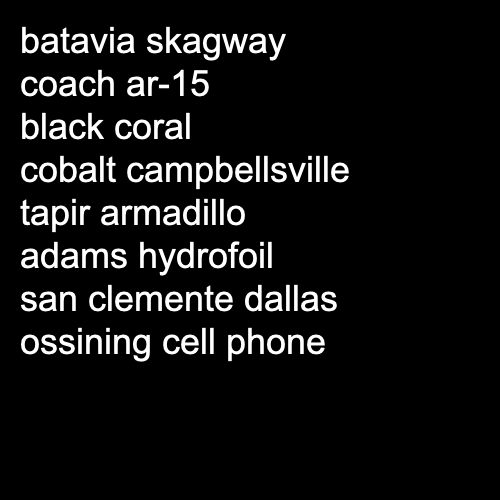 batavia skagway
coach ar-15
black coral
cobalt campbellsville
tapir armadillo
adams hydrofoil
san clemente dallas
ossining cell phone